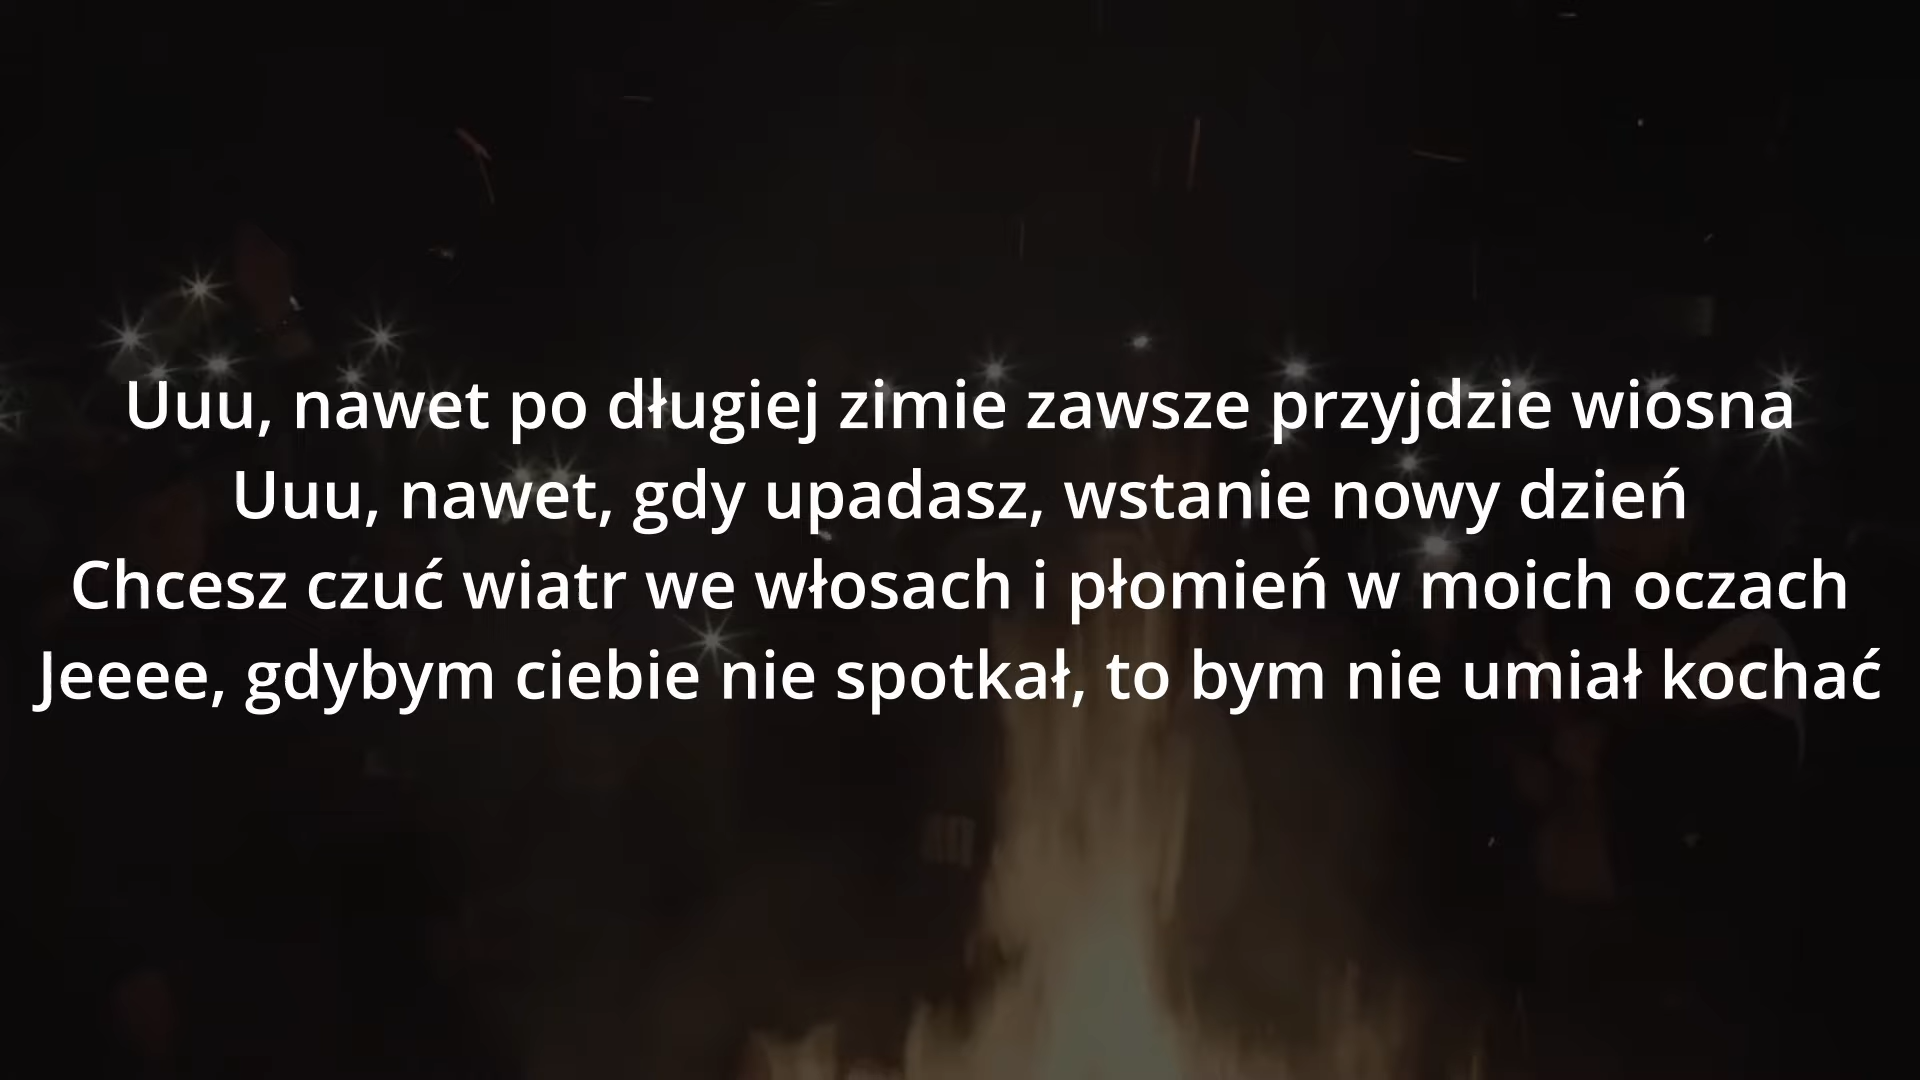 Uuu, nawet po długiej zimie zawsze przyjdzie wiosna
Uuu, nawet, gdy upadasz, wstanie nowy dzień
Chcesz czuć wiatr we włosach i płomień w moich oczach
Jeeee, gdybym ciebie nie spotkał, to bym nie umiał kochać